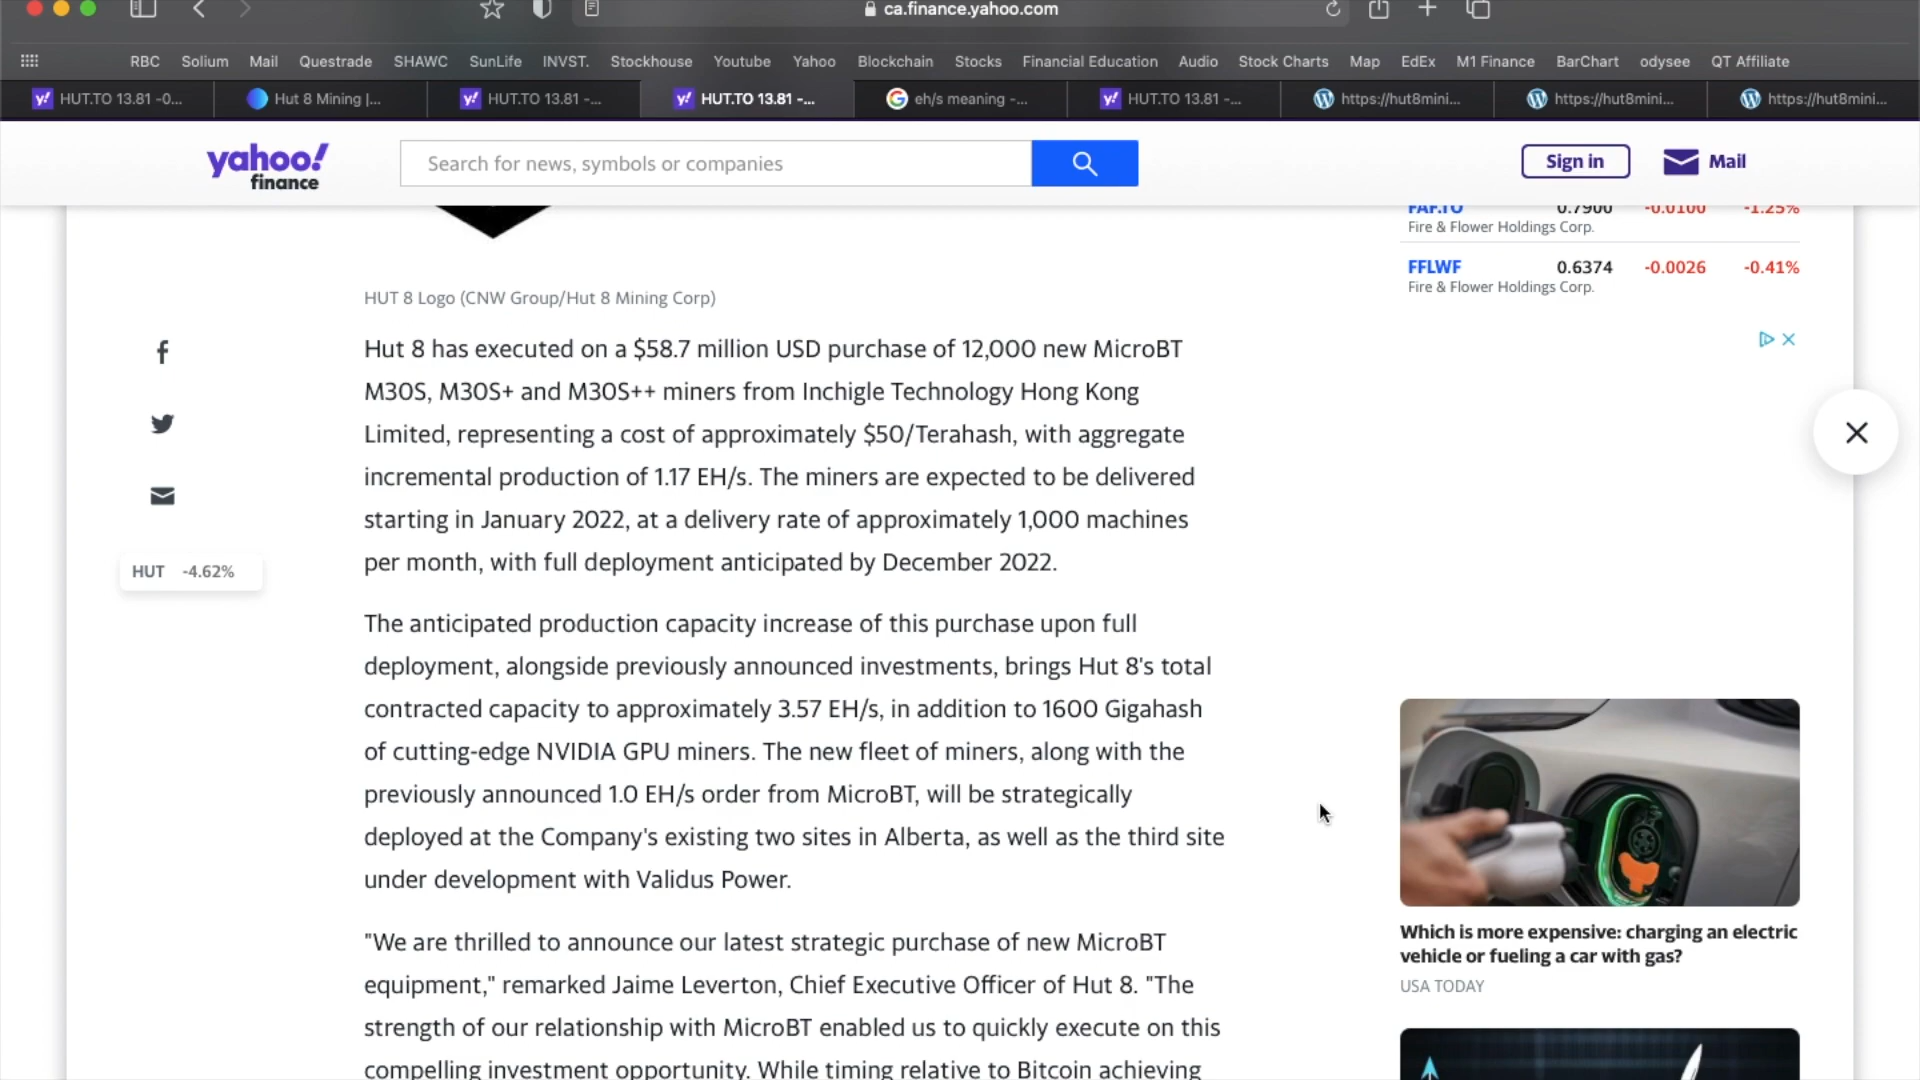 ca.finance.yahoo.com
RBC Solium Mail Questrade SHAWC SunLife INVST. Stockhouse Youtube Yahoo Blockchain Stocks Financial Education Audio Stock Charts Map EdEx M1 Finance BarChart odysee QT Affiliate
y! HUT.TO 13.81 -0... Hut 8 Mining |... y! HUT.TO 13.81 -... y! HUT.TO 13.81 -... G eh/s meaning -... y! HUT.TO 13.81 -... https://hut8mini... https://hut8mini... https://hut8mini...
yahoo!
finance
Search for news, symbols or companies
Sign in
Mail
FAF.TO 0.7900 -0.0100 -1.25%
Fire & Flower Holdings Corp.
FFLWF 0.6374 -0.0026 -0.41%
Fire & Flower Holdings Corp.
HUT 8 Logo (CNW Group/Hut 8 Mining Corp)
Hut 8 has executed on a $58.7 million USD purchase of 12,000 new MicroBT
M30S, M30S+ and M30S++ miners from Inchigle Technology Hong Kong
Limited, representing a cost of approximately $50/Terahash, with aggregate
incremental production of 1.17 EH/s. The miners are expected to be delivered
starting in January 2022, at a delivery rate of approximately 1,000 machines
per month, with full deployment anticipated by December 2022.
HUT -4.62%
The anticipated production capacity increase of this purchase upon full
deployment, alongside previously announced investments, brings Hut 8's total
contracted capacity to approximately 3.57 EH/s, in addition to 1600 Gigahash
of cutting-edge NVIDIA GPU miners. The new fleet of miners, along with the
previously announced 1.0 EH/s order from MicroBT, will be strategically
deployed at the Company's existing two sites in Alberta, as well as the third site
under development with Validus Power.
"We are thrilled to announce our latest strategic purchase of new MicroBT
equipment," remarked Jaime Leverton, Chief Executive Officer of Hut 8. "The
strength of our relationship with MicroBT enabled us to quickly execute on this
compelling investment opportunity. While timing relative to Bitcoin achieving
Which is more expensive: charging an electric
vehicle or fueling a car with gas?
USA TODAY